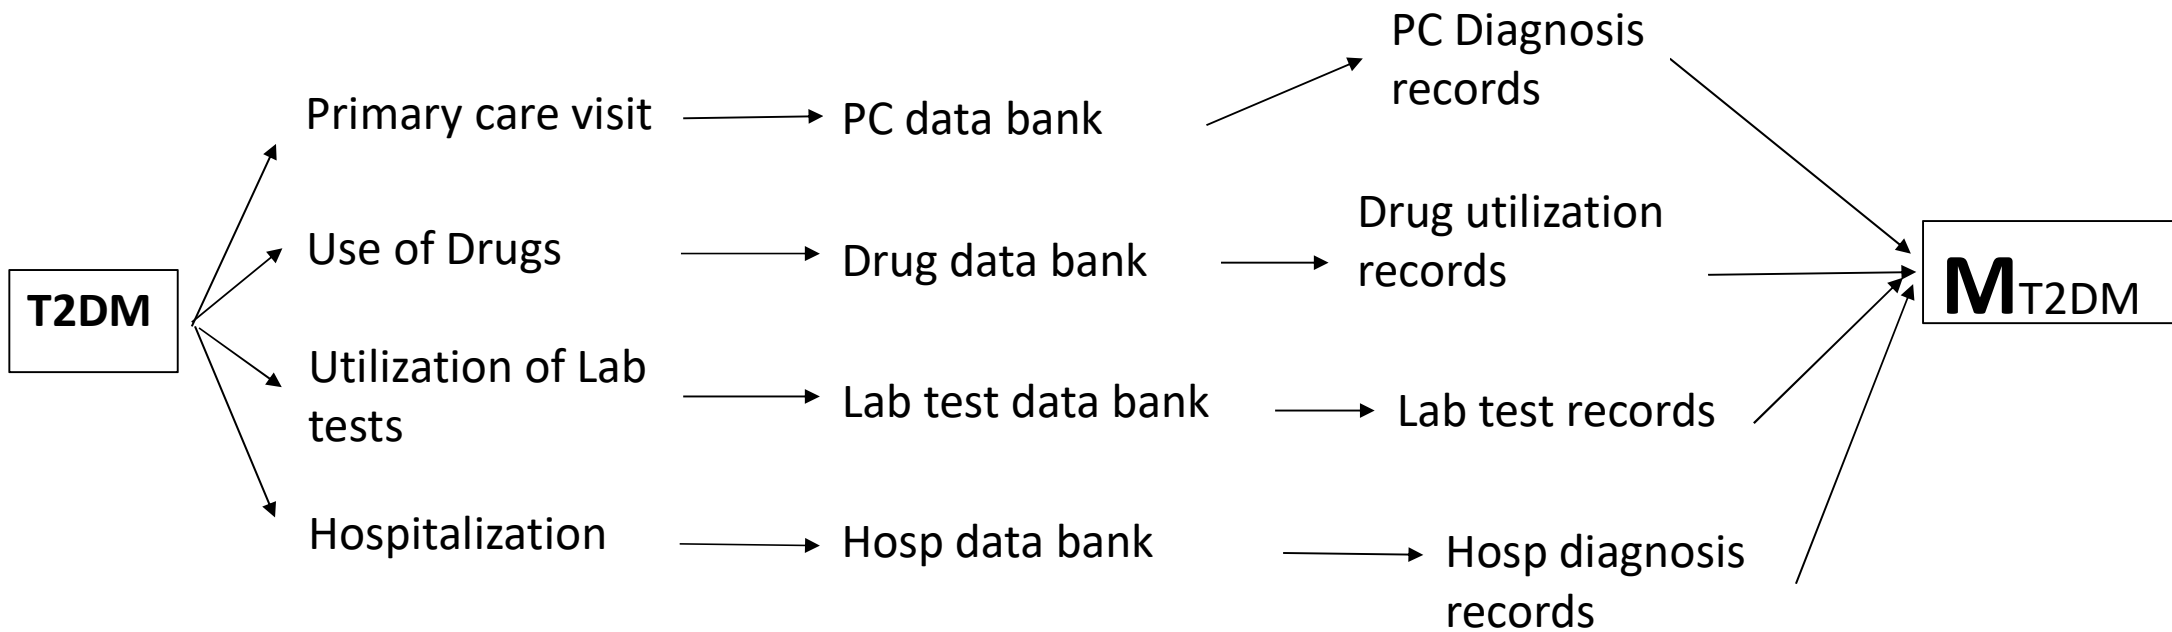 T2DM
Primary care visit
Use of Drugs
Utilization of Lab
tests
Hospitalization
PC data bank
Drug data bank
Lab test data bank
Hosp data bank
PC Diagnosis
records
Drug utilization
records
Lab test records
Hosp diagnosis
records
MT2DM